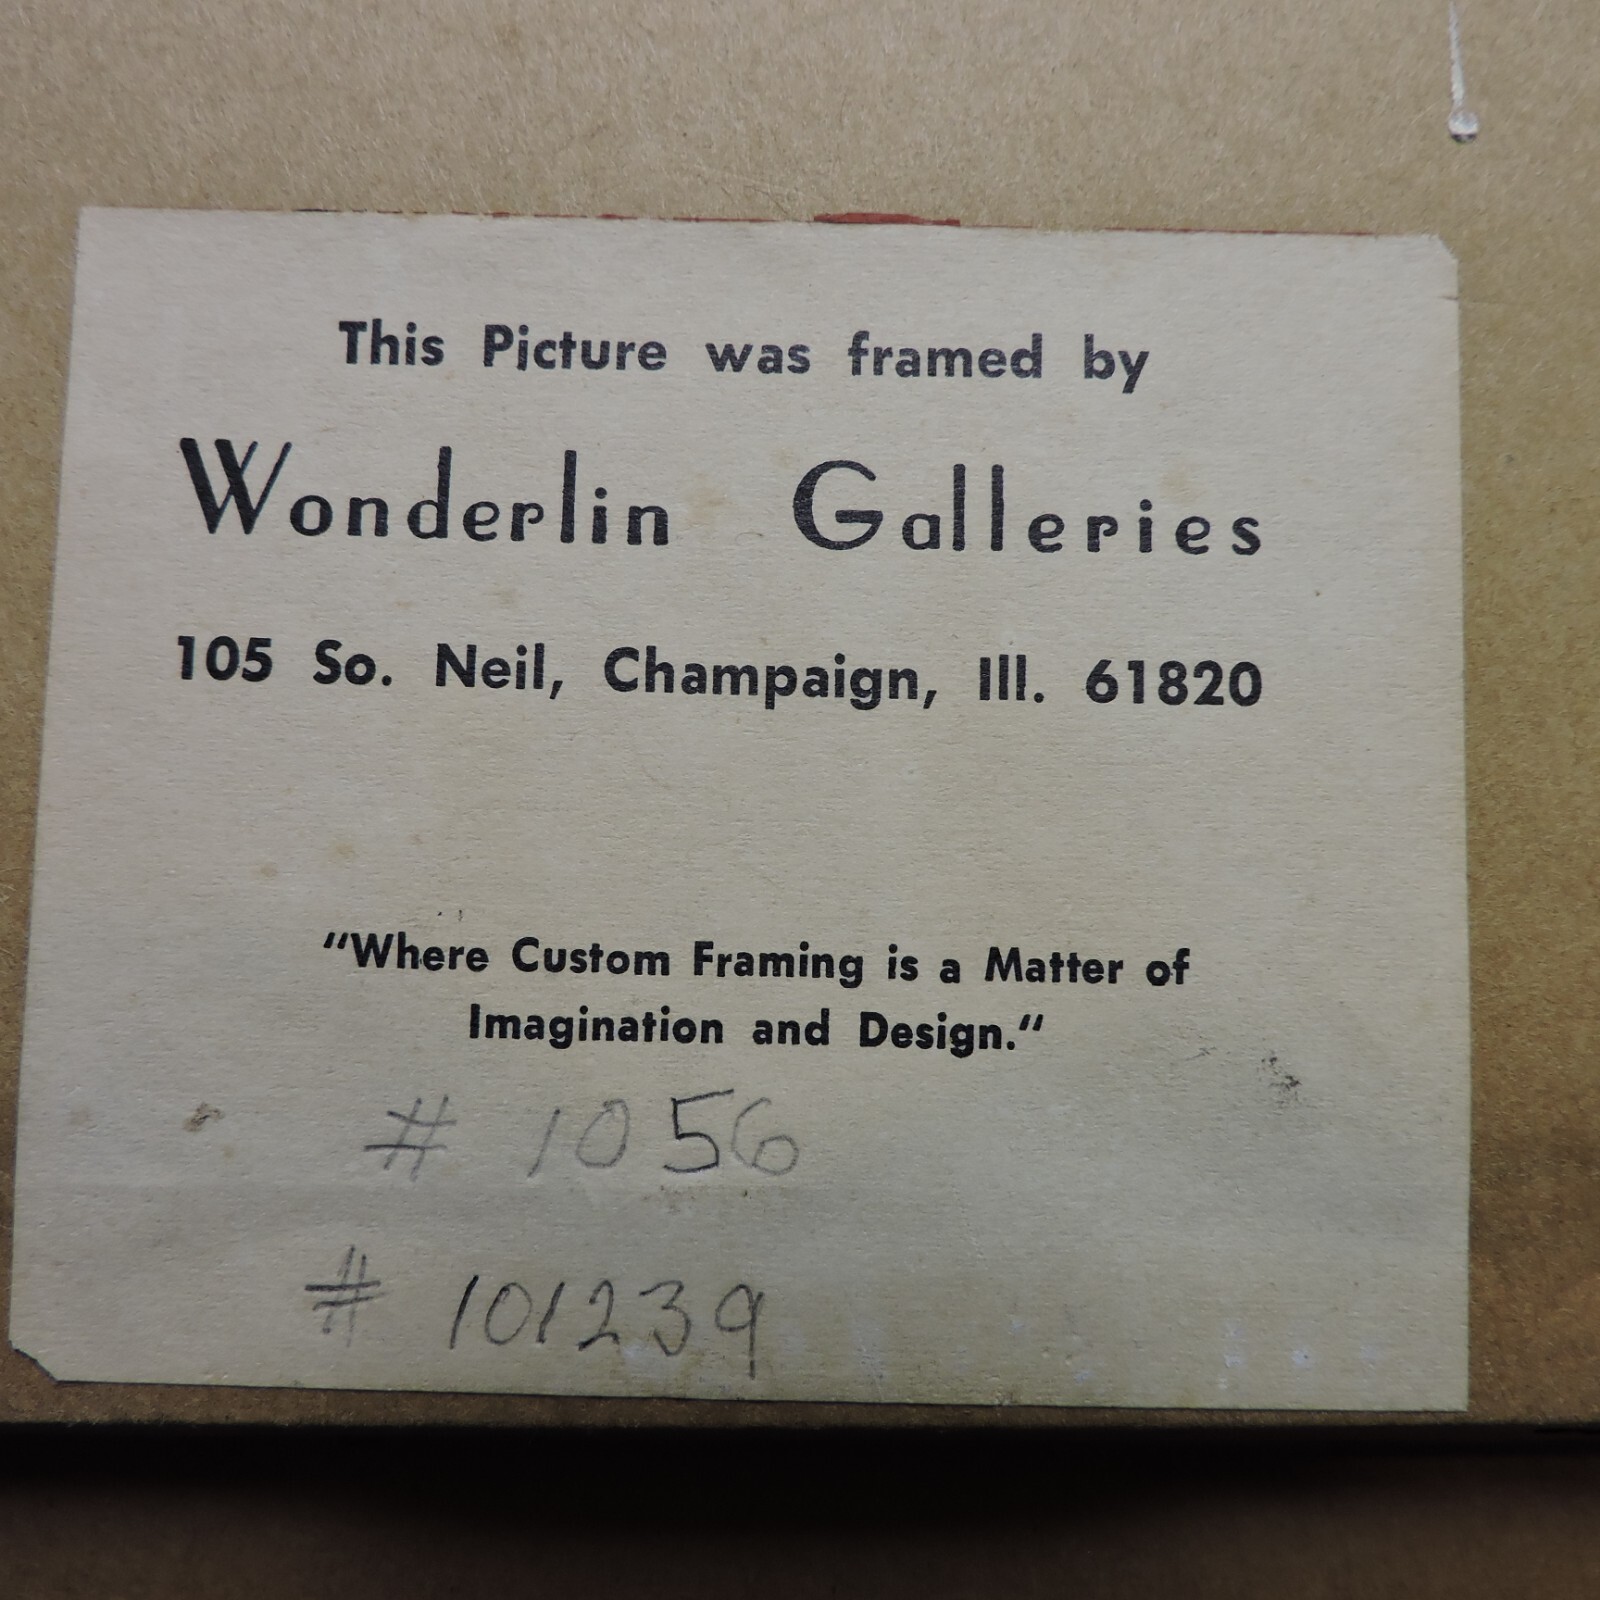 This Picture was framed by
Wonderlin Galleries
105 So. Neil, Champaign, Ill. 61820
"Where Custom Framing is a Matter of
Imagination and Design."
# 1056
# 101239